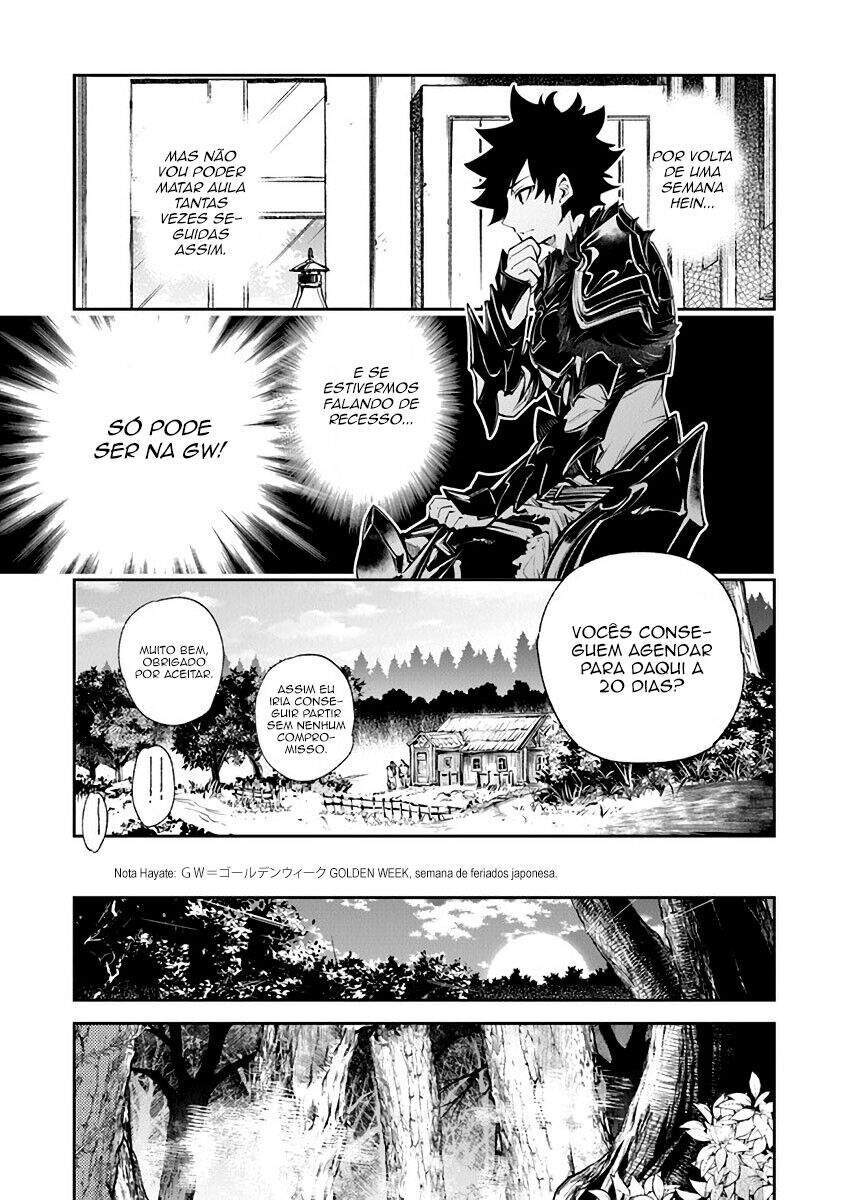 POR VOLTA
DE UMA
SEMANA
HEIN...
MAS NÃO
VOU PODER
MATAR AULA
TANTAS
VEZES SE-
GUIDAS
ASSIM.
E SE
ESTIVERMOS
FALANDO DE
RECESSO...
SÓ PODE
SER NA GW!
VOCÊS CONSE-
GUEM AGENDAR
PARA DAQUI A
20 DIAS?
ASSIM EU
IRIA CONSE-
GUIR PARTIR
SEM NENHUM
COMPRO-
MISSO.
MUITO BEM,
OBRIGADO
POR ACEITAR.
Nota Hayate: GW=ゴールデンウィーク GOLDEN WEEK, semana de feriados japonesa.